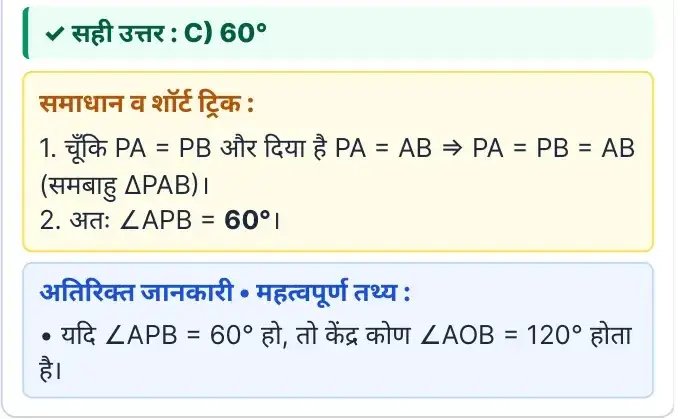 ✓ सही उत्तर : C) 60°
समाधान व शॉर्ट ट्रिक :
1. चूँकि PA = PB और दिया है PA = AB ⇒ PA = PB = AB
(समबाहु ΔPAB)।
2. अतः ∠APB = 60°।
अतिरिक्त जानकारी • महत्वपूर्ण तथ्य :
• यदि ∠APB = 60° हो, तो केंद्र कोण ∠AOB = 120° होता
है।